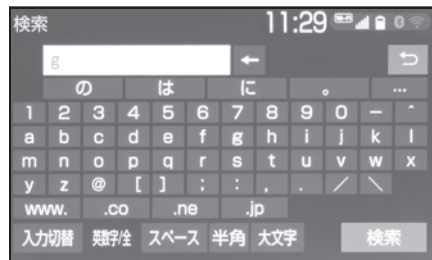 検索 11:29
g ←
の は に 。 ...
1 2 3 4 5 6 7 8 9 0 - ^
a b c d e f g h i j k l
m n o p q r s t u v w x
y z @ [ ] ; : , . / \
www. .co .ne .jp
入力切替 英数字/全 スペース 半角 大文字 検索